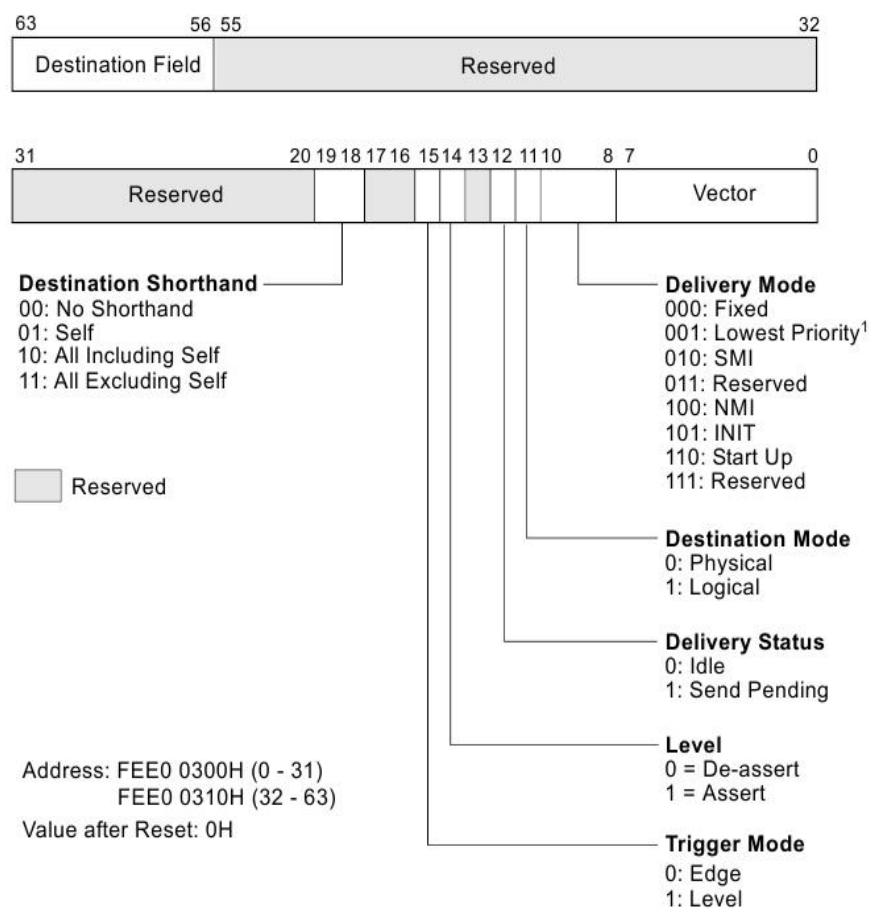 63 56 55 32
Destination Field Reserved
31 20 19 18 17 16 15 14 13 12 11 10 8 7 0
Reserved Vector
Destination Shorthand
00: No Shorthand
01: Self
10: All Including Self
11: All Excluding Self
Reserved
Delivery Mode
000: Fixed
001: Lowest Priority1
010: SMI
011: Reserved
100: NMI
101: INIT
110: Start Up
111: Reserved
Destination Mode
0: Physical
1: Logical
Delivery Status
0: Idle
1: Send Pending
Level
0 = De-assert
1 = Assert
Trigger Mode
0: Edge
1: Level
Address: FEE0 0300H (0 - 31)
FEE0 0310H (32 - 63)
Value after Reset: 0H